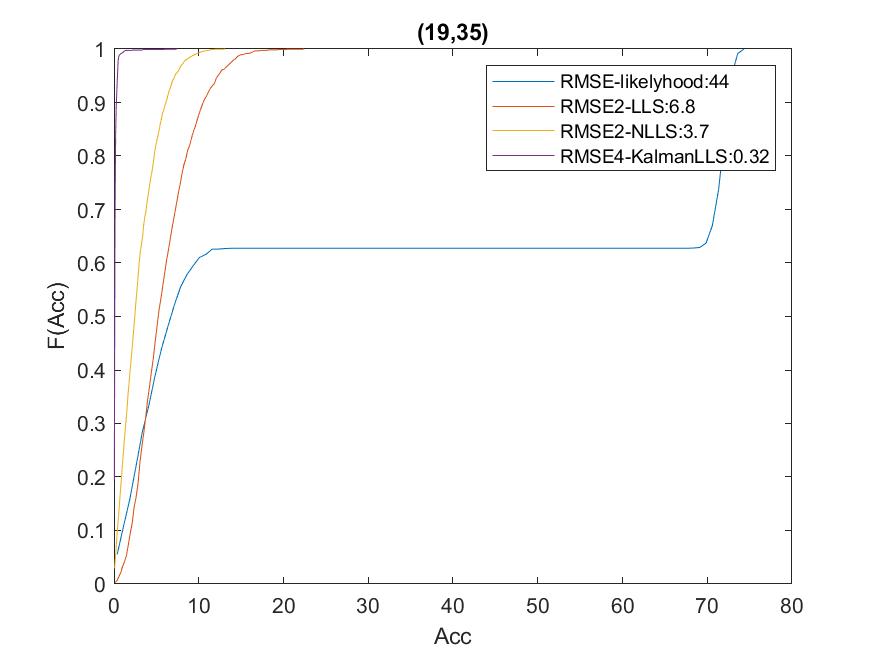 (19,35)
1
0.9
0.8
0.7
0.6
0.5
0.4
0.3
0.2
0.1
0
F(Acc)
RMSE-likelyhood:44
RMSE2-LLS:6.8
RMSE2-NLLS:3.7
RMSE4-KalmanLLS:0.32
0 10 20 30 40 50 60 70 80
Acc